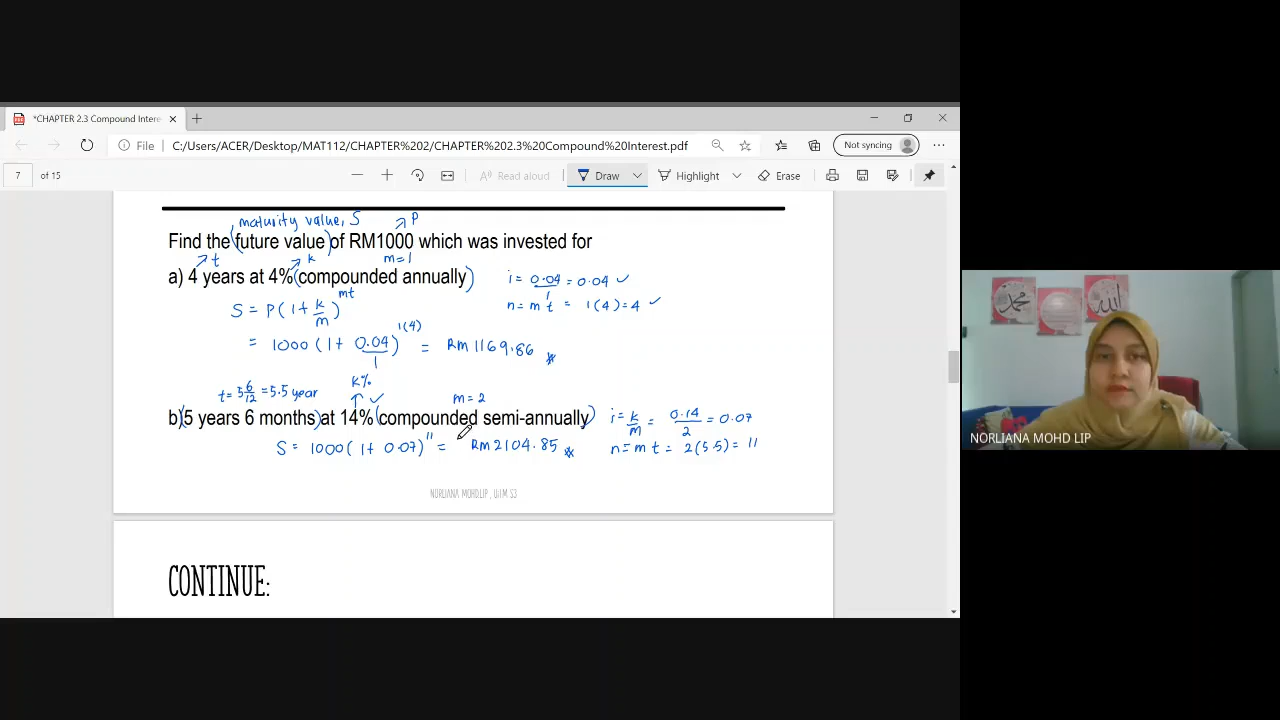 *CHAPTER 2.3 Compound Intere
File C:/Users/ACER/Desktop/MAT112/CHAPTER%202/CHAPTER%202.3%20Compound%20Interest.pdf Not syncing
7 of 15 Read aloud Draw Highlight Erase
maturity value, S P
Find the (future value) of RM1000 which was invested for
t k m=1
a) 4 years at 4% (compounded annually)
i = 0.04/1 = 0.04 ✓
n = mt = 1(4) = 4 ✓
S = P(1+k/m)^mt
= 1000(1+0.04/1)^1(4) = RM1169.86
t = 5 6/12 = 5.5 year k% ✓ m = 2
b) (5 years 6 months) at 14% (compounded semi-annually)
i = k/m = 0.14/2 = 0.07
S = 1000(1+0.07)^11 = RM2104.85
n = mt = 2(5.5) = 11
NORLIANA MOHD LIP, UiTM S3
CONTINUE:
NORLIANA MOHD LIP